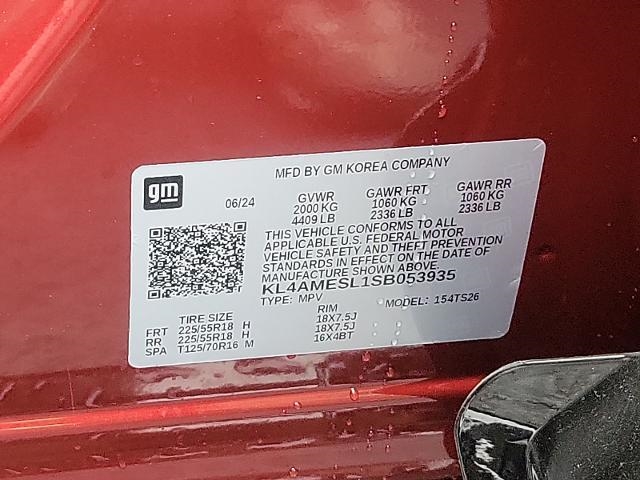 MFD BY GM KOREA COMPANY
gm
06/24
GVWR GAWR FRT GAWR RR
2000 KG 1060 KG 1060 KG
4409 LB 2336 LB 2336 LB
THIS VEHICLE CONFORMS TO ALL
APPLICABLE U.S. FEDERAL MOTOR
VEHICLE SAFETY AND THEFT PREVENTION
STANDARDS IN EFFECT ON THE DATE OF
MANUFACTURE SHOWN ABOVE.
KL4AMESL1SB053935
TYPE: MPV MODEL: 154TS26
TIRE SIZE RIM
FRT 225/55R18 H 18X7.5J
RR 225/55R18 H 18X7.5J
SPA T125/70R16 M 16X4BT